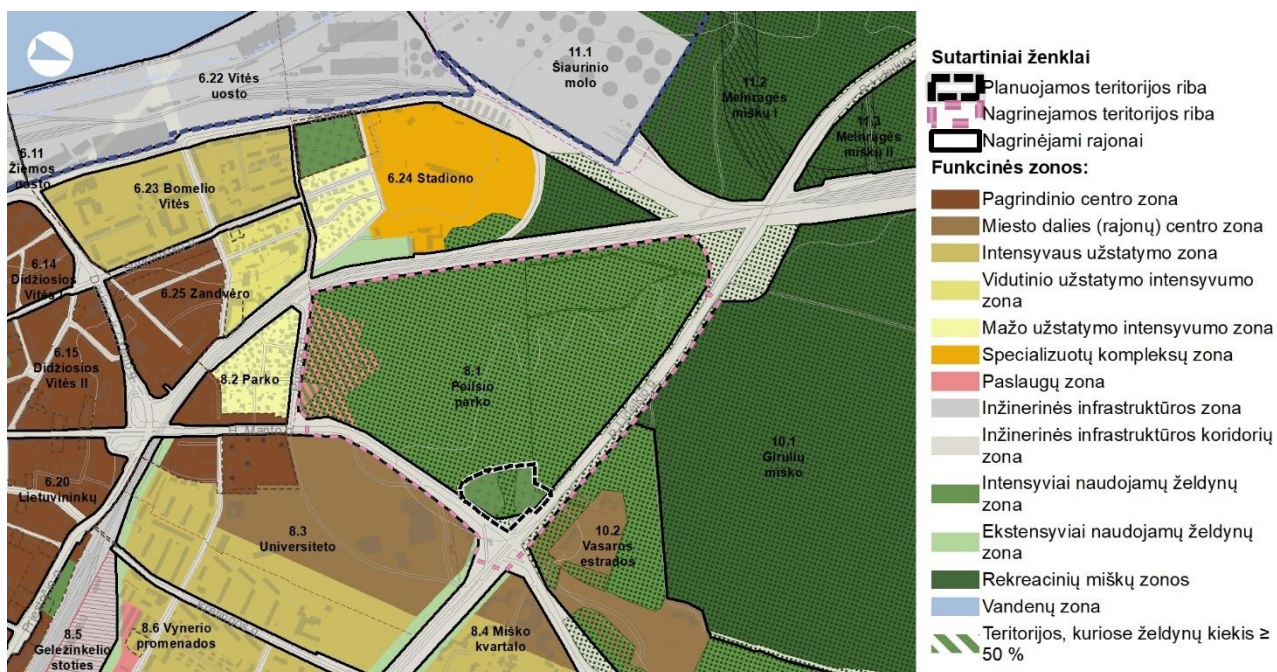 11.1
Šiaurinio
molo
6.22 Vitės
uosto
11.2
Melnragės
miškų I
11.3
Melnragės
miškų II
6.11
Žiemos
uosto
6.23 Bomelio
Vitės
6.24 Stadiono
6.14
Didžiosios
Vitės I
6.25 Zandvėro
6.15
Didžiosios
Vitės II
8.2 Parko
8.1
Poilsio
parko
H. Manto g.
10.1
Girulių
miško
6.20
Lietuvininkų
8.3
Universiteto
10.2
Vasaros
estrados
8.5
Geležinkelio
stoties
8.6 Vynerio
promenados
8.4 Miško
kvartalo
Sutartiniai ženklai
Planuojamos teritorijos riba
Nagrinejamos teritorijos riba
Nagrinėjami rajonai
Funkcinės zonos:
Pagrindinio centro zona
Miesto dalies (rajonų) centro zona
Intensyvaus užstatymo zona
Vidutinio užstatymo intensyvumo
zona
Mažo užstatymo intensyvumo zona
Specializuotų kompleksų zona
Paslaugų zona
Inžinerinės infrastruktūros zona
Inžinerinės infrastruktūros koridorių
zona
Intensyviai naudojamų želdynų
zona
Ekstensyviai naudojamų želdynų
zona
Rekreacinių miškų zonos
Vandenų zona
Teritorijos, kuriose želdynų kiekis ≥
50 %